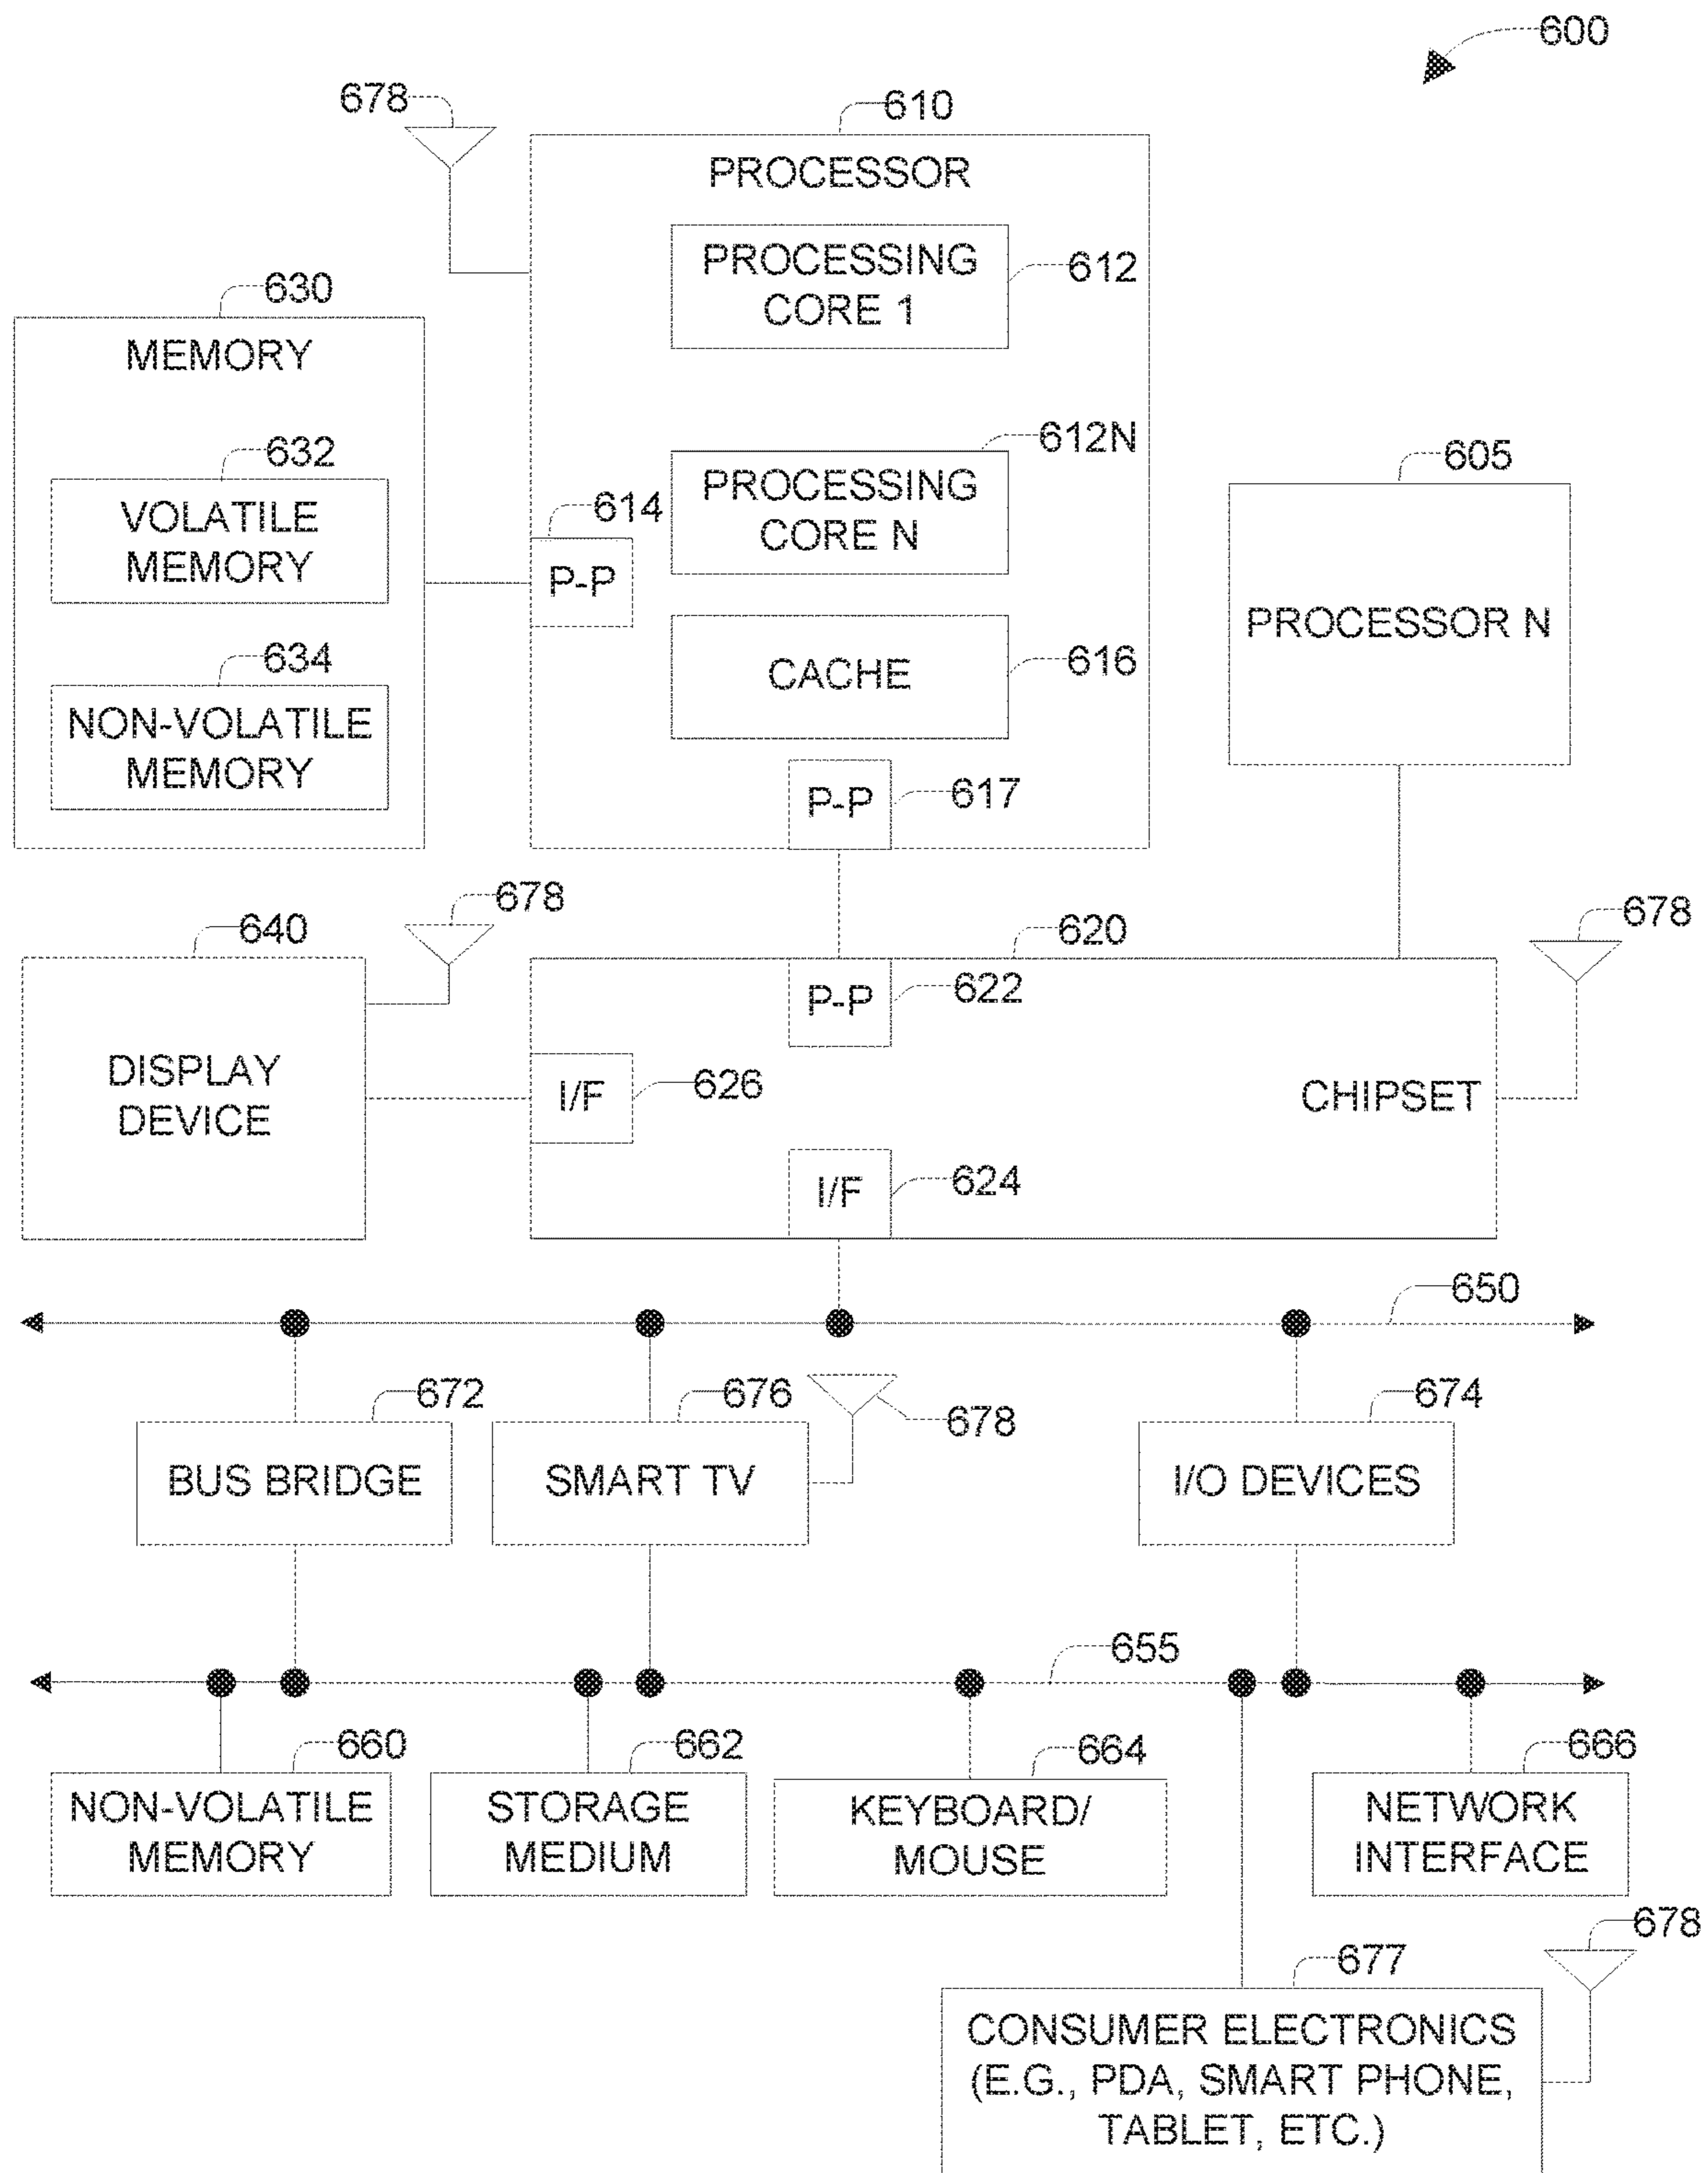 600
678
610
PROCESSOR
PROCESSING
CORE 1
612
630
MEMORY
612N
PROCESSING
CORE N
632
VOLATILE
MEMORY
614
P-P
605
PROCESSOR N
634
NON-VOLATILE
MEMORY
CACHE
616
P-P
617
678
640
620
678
P-P
622
DISPLAY
DEVICE
I/F
626
CHIPSET
I/F
624
650
672
676
678
674
BUS BRIDGE
SMART TV
I/O DEVICES
655
660
662
664
666
NON-VOLATILE
MEMORY
STORAGE
MEDIUM
KEYBOARD/
MOUSE
NETWORK
INTERFACE
677
678
CONSUMER ELECTRONICS
(E.G., PDA, SMART PHONE,
TABLET, ETC.)